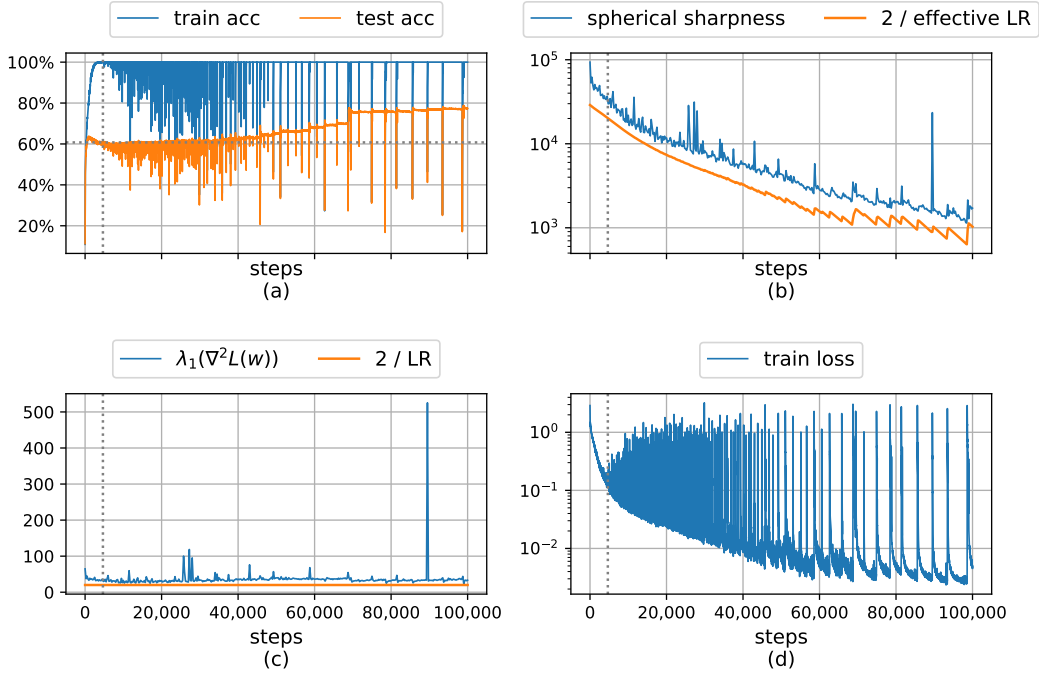 train acc test acc
100%
80%
60%
40%
20%
steps
(a)
spherical sharpness 2 / effective LR
10^5
10^4
10^3
steps
(b)
λ₁(∇²L(w)) 2 / LR
500
400
300
200
100
0
0 20,000 40,000 60,000 80,000 100,000
steps
(c)
train loss
10^0
10^−1
10^−2
0 20,000 40,000 60,000 80,000 100,000
steps
(d)